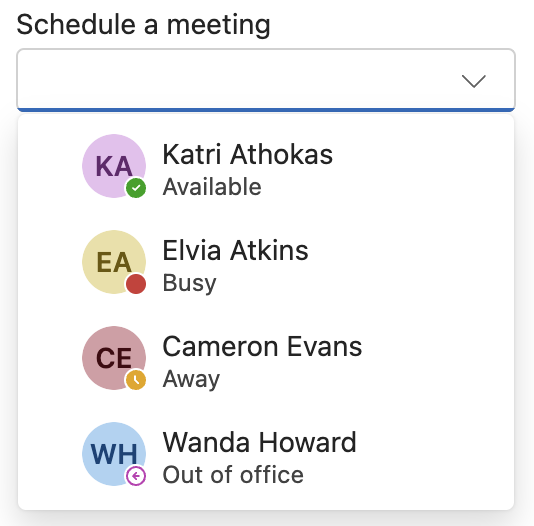 Schedule a meeting
KA
Katri Athokas
Available
EA
Elvia Atkins
Busy
CE
Cameron Evans
Away
WH
Wanda Howard
Out of office